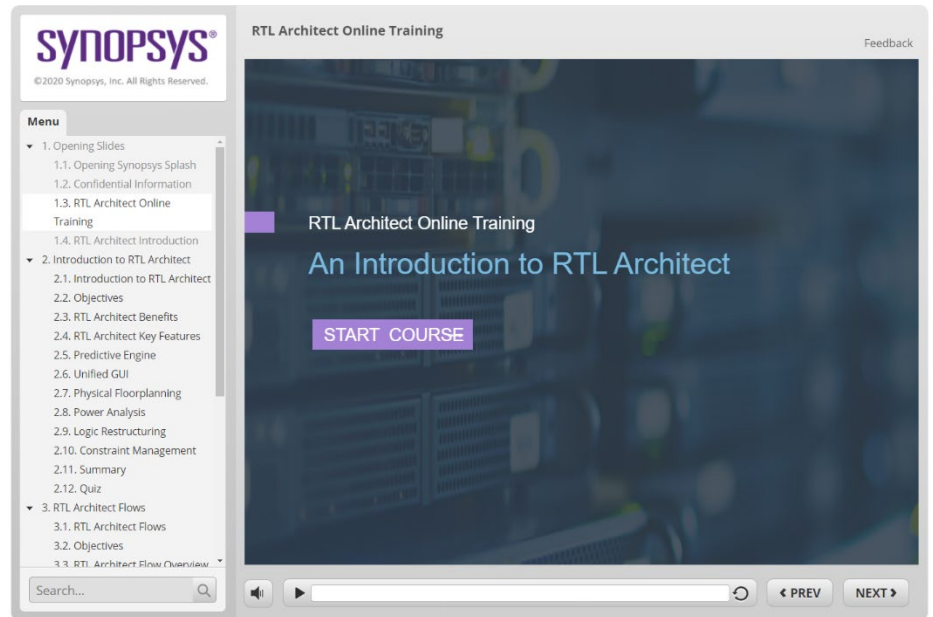 SYNOPSYS®
©2020 Synopsys, Inc. All Rights Reserved.
Menu
1. Opening Slides
1.1. Opening Synopsys Splash
1.2. Confidential Information
1.3. RTL Architect Online
Training
1.4. RTL Architect Introduction
2. Introduction to RTL Architect
2.1. Introduction to RTL Architect
2.2. Objectives
2.3. RTL Architect Benefits
2.4. RTL Architect Key Features
2.5. Predictive Engine
2.6. Unified GUI
2.7. Physical Floorplanning
2.8. Power Analysis
2.9. Logic Restructuring
2.10. Constraint Management
2.11. Summary
2.12. Quiz
3. RTL Architect Flows
3.1. RTL Architect Flows
3.2. Objectives
3.3. RTL Architect Flow Overview
Search...
RTL Architect Online Training
Feedback
RTL Architect Online Training
An Introduction to RTL Architect
START COURSE
PREV
NEXT